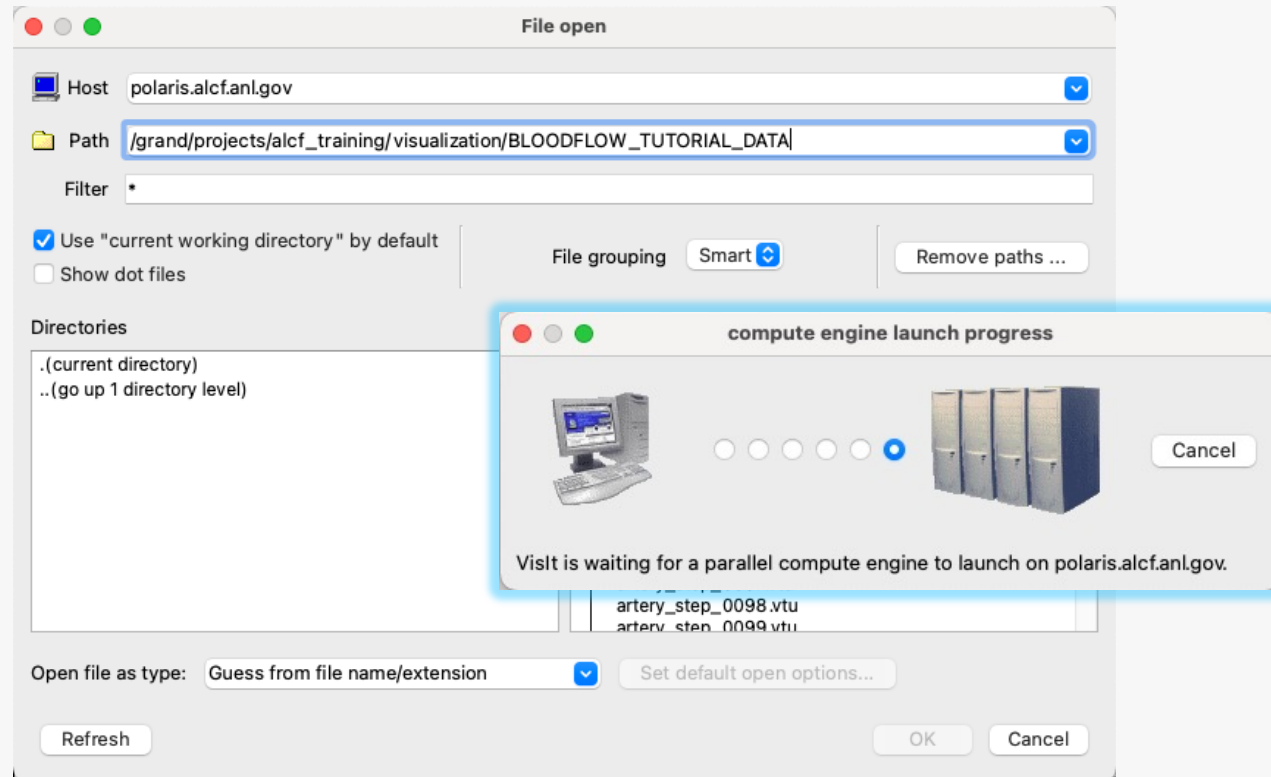 File open
Host polaris.alcf.anl.gov
Path /grand/projects/alcf_training/visualization/BLOODFLOW_TUTORIAL_DATA
Filter *
Use "current working directory" by default
Show dot files
File grouping Smart
Remove paths ...
Directories
.(current directory)
..(go up 1 directory level)
compute engine launch progress
Cancel
VisIt is waiting for a parallel compute engine to launch on polaris.alcf.anl.gov.
artery_step_0098.vtu
artery_step_0099.vtu
Open file as type: Guess from file name/extension
Set default open options...
Refresh
OK
Cancel